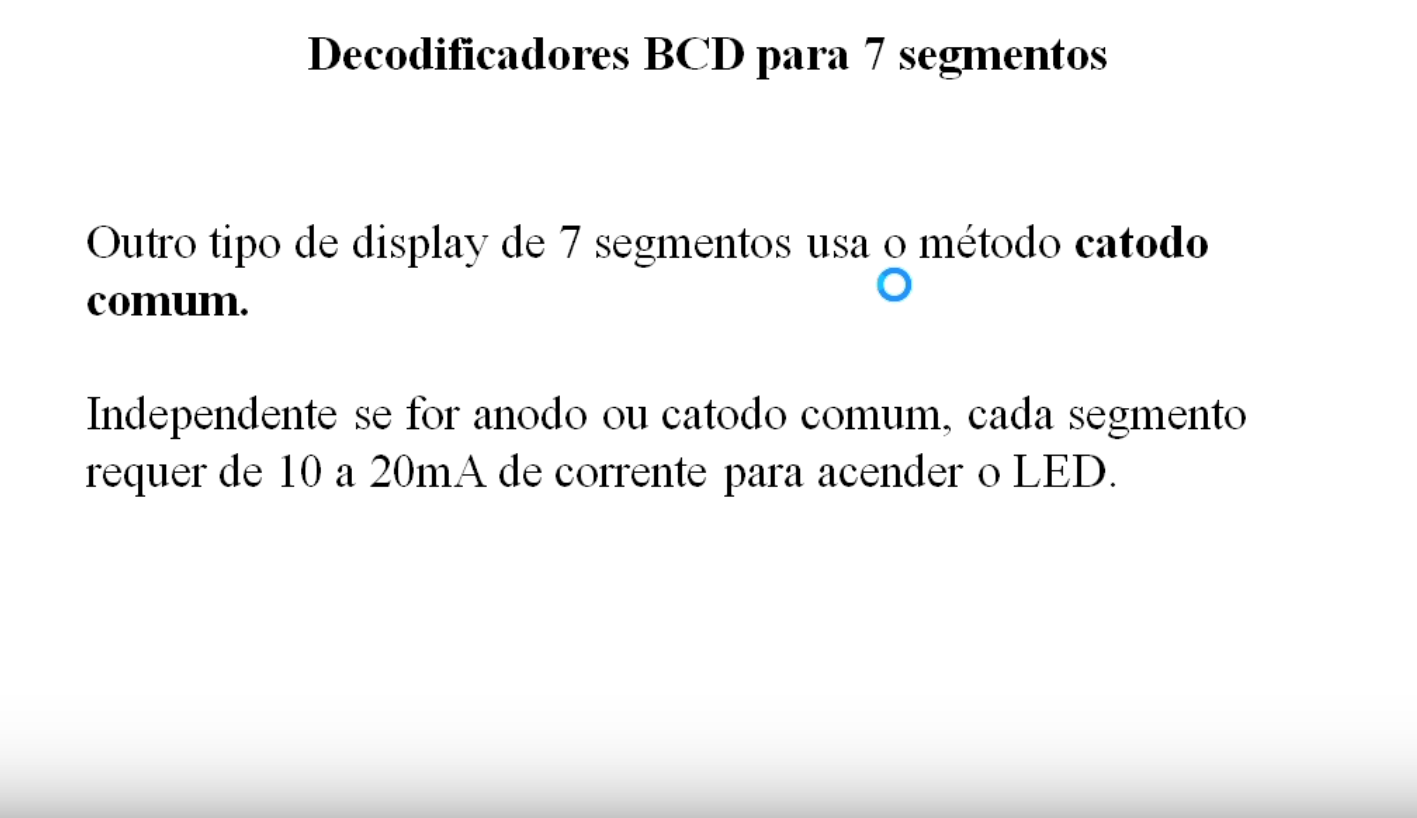 Decodificadores BCD para 7 segmentos
Outro tipo de display de 7 segmentos usa o método catodo
comum.
Independente se for anodo ou catodo comum, cada segmento
requer de 10 a 20mA de corrente para acender o LED.